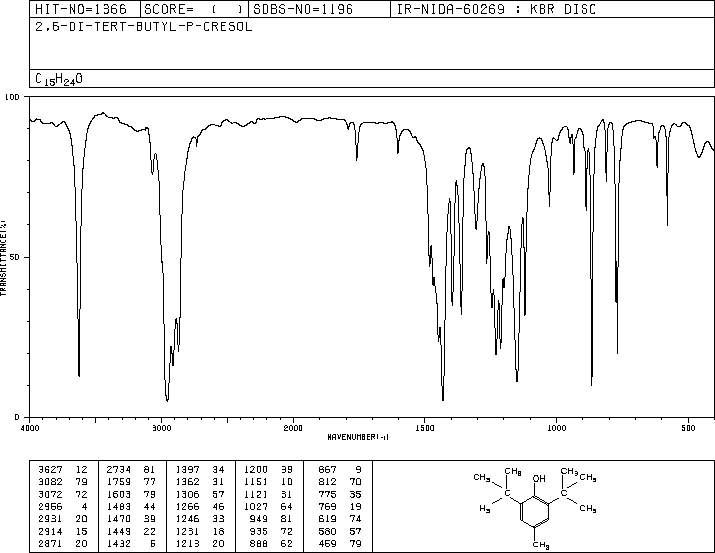 HIT-NO=1366 SCORE= ( ) SDBS-NO=1196 IR-NIDA-60269 : KBR DISC
2,6-DI-TERT-BUTYL-P-CRESOL
C15H24O
100
50
0
TRANSMITTANCE(%)
4000 3000 2000 1500 1000 500
WAVENUMBER(-1)
3627 12 2734 81 1397 34 1200 39 867 9
3082 79 1759 77 1362 31 1151 10 812 70
3072 72 1603 79 1306 57 1121 31 775 35
2956 4 1483 44 1266 46 1027 64 769 19
2931 20 1470 39 1246 33 949 81 619 74
2914 15 1449 22 1231 18 935 72 580 57
2871 20 1432 6 1213 20 888 62 459 79
CH3 OH CH3
CH3 C C CH3
H3C CH3
CH3